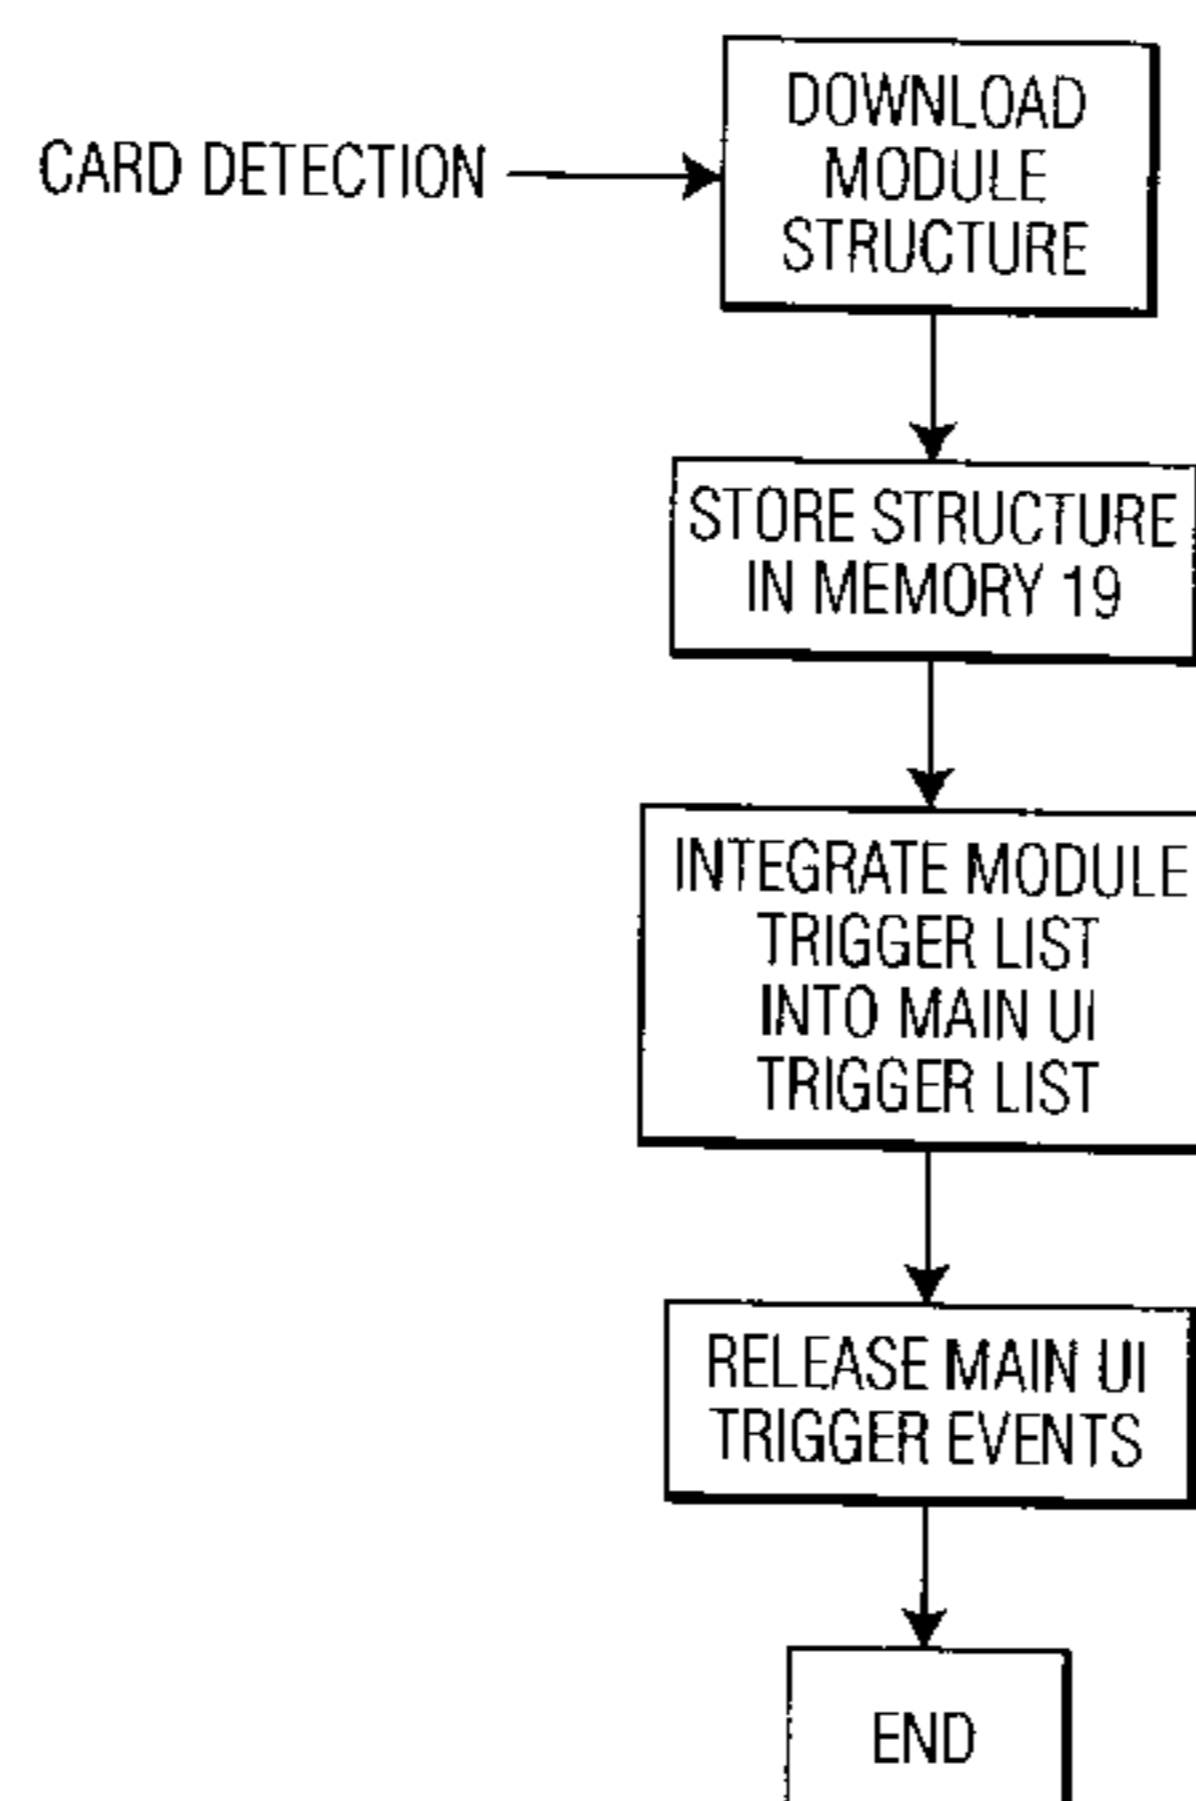 CARD DETECTION
DOWNLOAD
MODULE
STRUCTURE
STORE STRUCTURE
IN MEMORY 19
INTEGRATE MODULE
TRIGGER LIST
INTO MAIN UI
TRIGGER LIST
RELEASE MAIN UI
TRIGGER EVENTS
END